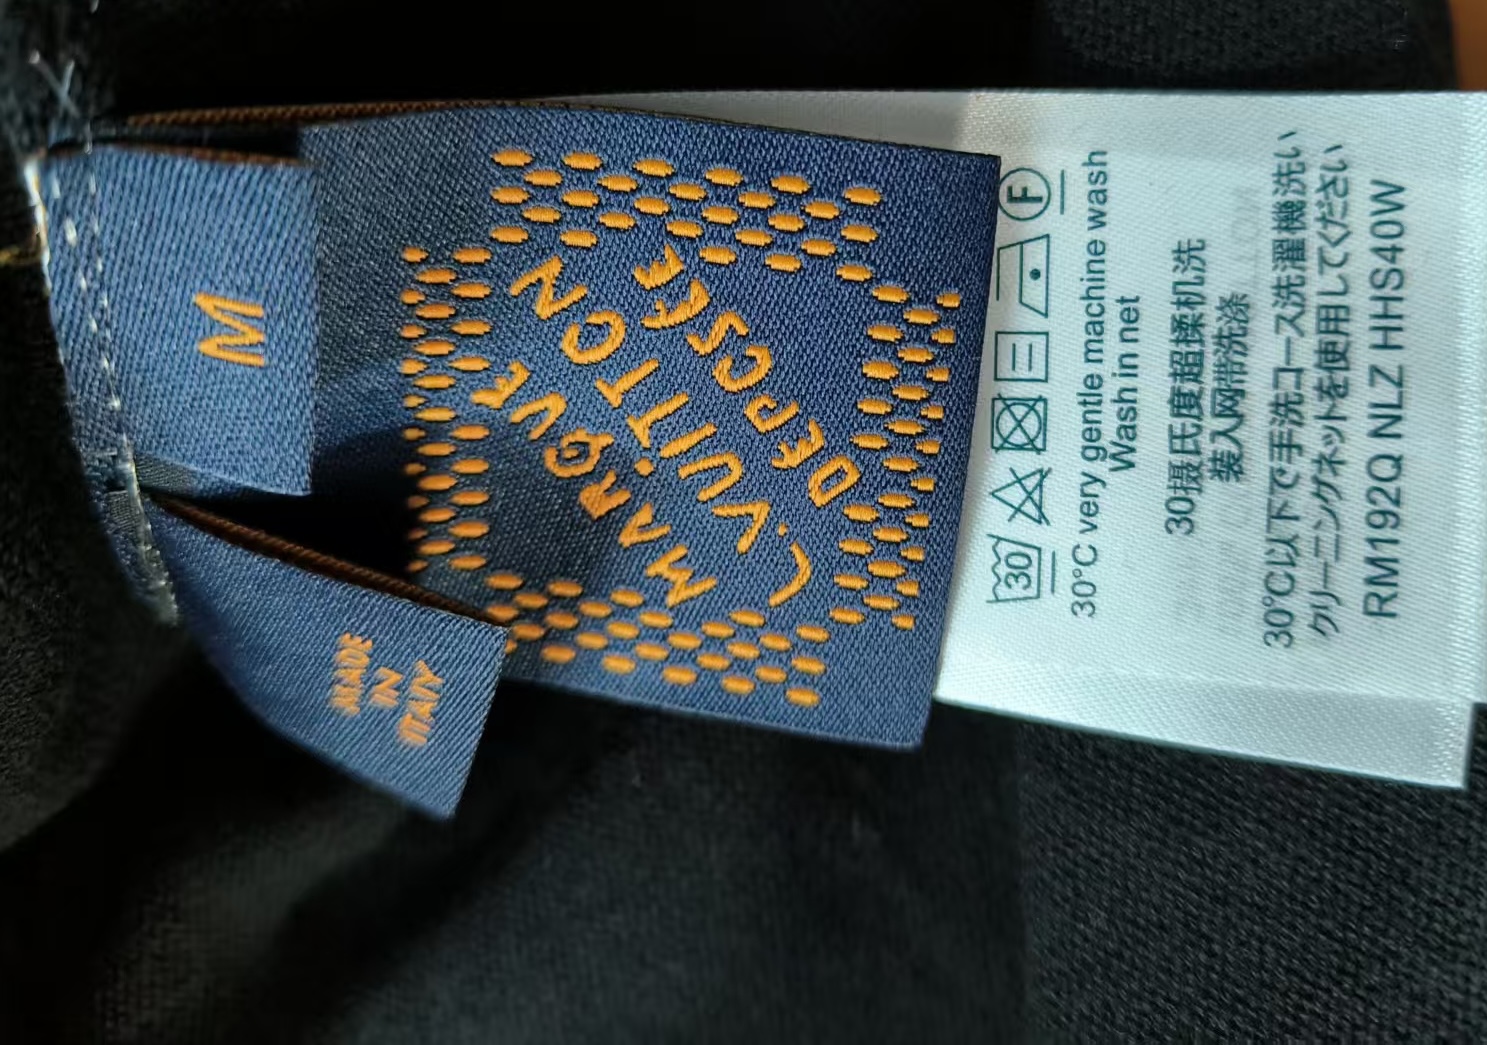 M
MADE
IN
ITALY
MARQUE
L.VUITTON
DEPOSEE
30 F
30°C very gentle machine wash
Wash in net
30摄氏度超揉机洗
装入网带洗涤
30℃以下で手洗コース洗濯機洗い
クリーニングネットを使用してください
RM192Q NLZ HHS40W